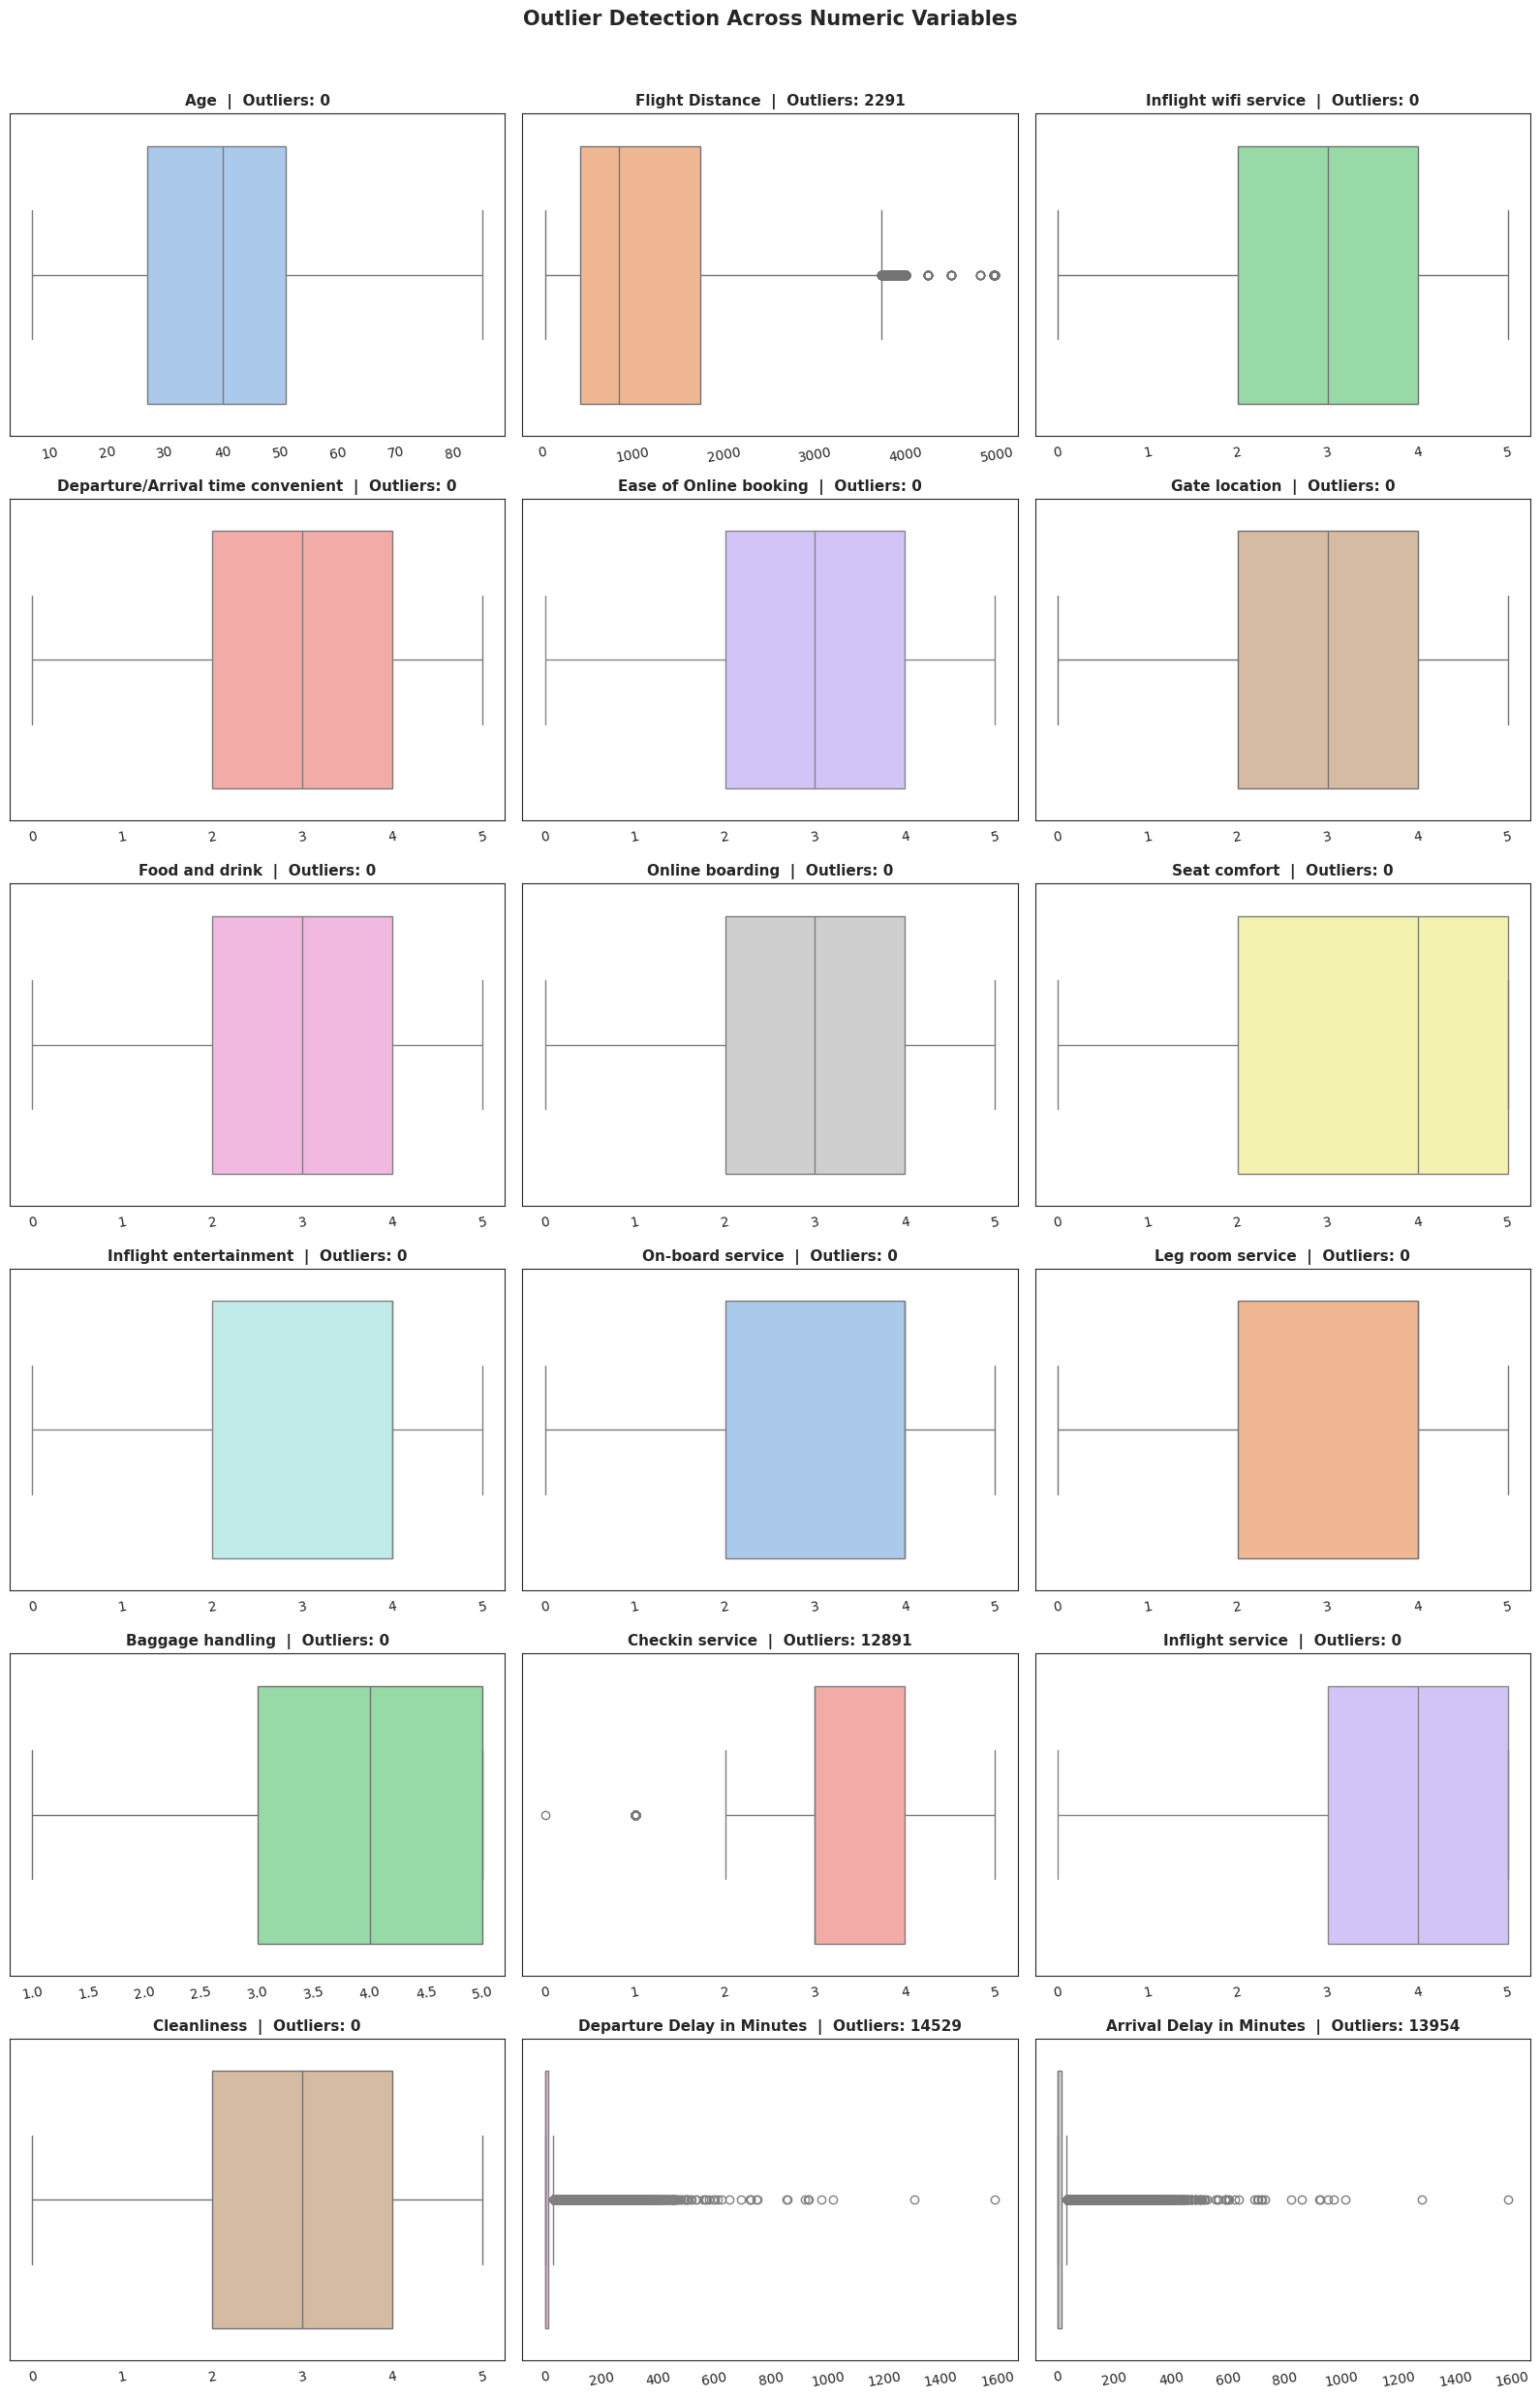 Outlier Detection Across Numeric Variables
Age | Outliers: 0
Flight Distance | Outliers: 2291
Inflight wifi service | Outliers: 0
10 20 30 40 50 60 70 80
0 1000 2000 3000 4000 5000
0 1 2 3 4 5
Departure/Arrival time convenient | Outliers: 0
Ease of Online booking | Outliers: 0
Gate location | Outliers: 0
0 1 2 3 4 5
0 1 2 3 4 5
0 1 2 3 4 5
Food and drink | Outliers: 0
Online boarding | Outliers: 0
Seat comfort | Outliers: 0
0 1 2 3 4 5
0 1 2 3 4 5
0 1 2 3 4 5
Inflight entertainment | Outliers: 0
On-board service | Outliers: 0
Leg room service | Outliers: 0
0 1 2 3 4 5
0 1 2 3 4 5
0 1 2 3 4 5
Baggage handling | Outliers: 0
Checkin service | Outliers: 12891
Inflight service | Outliers: 0
1.0 1.5 2.0 2.5 3.0 3.5 4.0 4.5 5.0
0 1 2 3 4 5
0 1 2 3 4 5
Cleanliness | Outliers: 0
Departure Delay in Minutes | Outliers: 14529
Arrival Delay in Minutes | Outliers: 13954
0 1 2 3 4 5
0 200 400 600 800 1000 1200 1400 1600
0 200 400 600 800 1000 1200 1400 1600